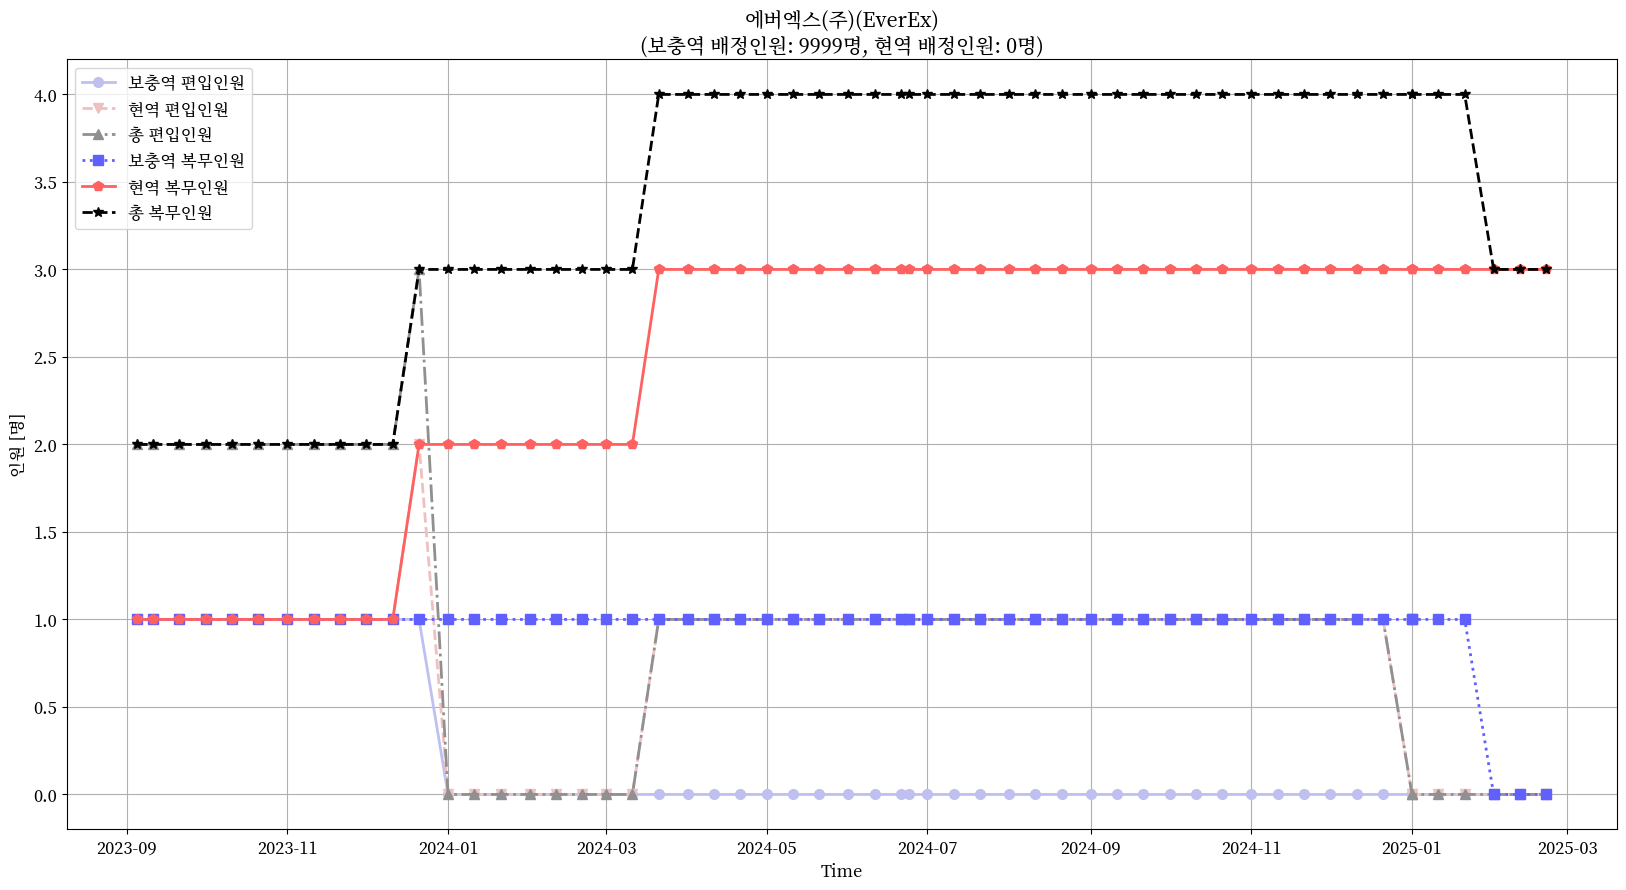 에버엑스(주)(EverEx)
(보충역 배정인원: 9999명, 현역 배정인원: 0명)
보충역 편입인원
현역 편입인원
총 편입인원
보충역 복무인원
현역 복무인원
총 복무인원
인원 [명]
4.0
3.5
3.0
2.5
2.0
1.5
1.0
0.5
0.0
2023-09 2023-11 2024-01 2024-03 2024-05 2024-07 2024-09 2024-11 2025-01 2025-03
Time